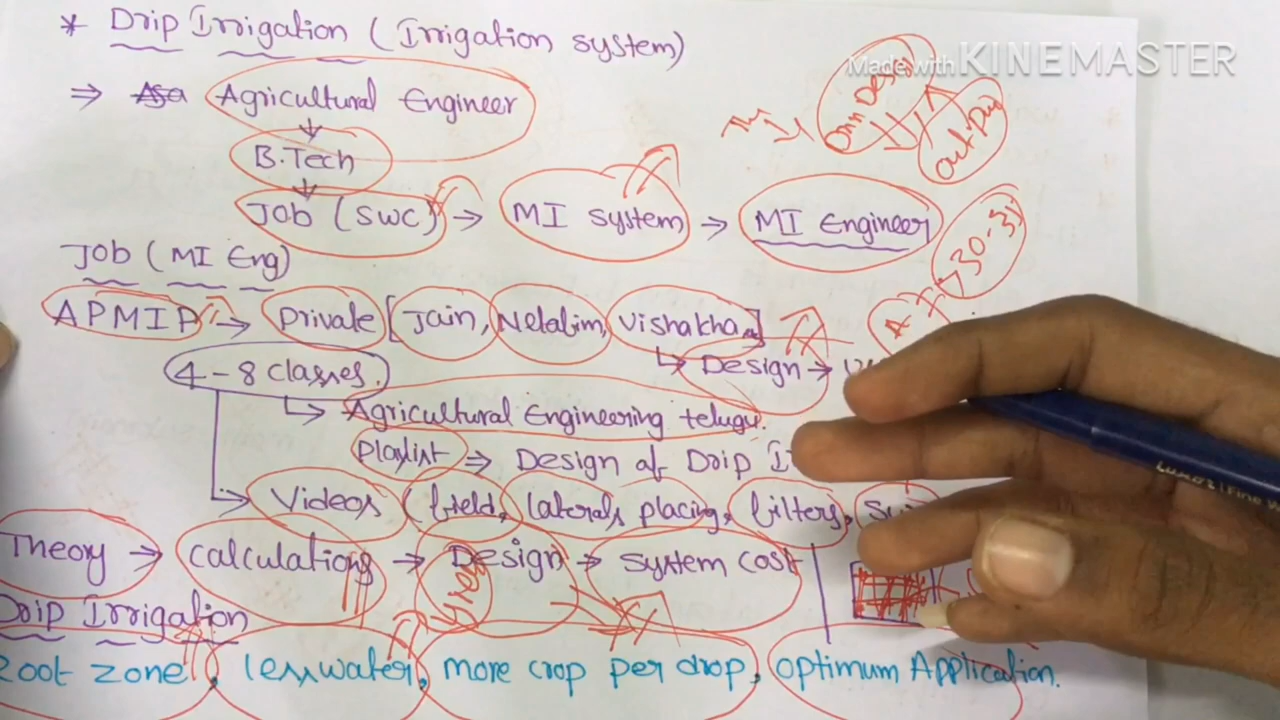 * Drip Irrigation (Irrigation system)
Made with KINEMASTER
⇒ Asa Agricultural Engineer
↓
B.Tech
↓
Job (SWC) → MI System → MI Engineer
Job (MI Eng)
30-35
APMIP → Private [Jain, Netafim, Vishakha]
↳ Design →
4-8 classes.
↳ Agricultural Engineering telugu.
Playlist ⇒ Design of Drip I
→ Videos (field, laterals placing, filters,
Theory → Calculations → Design → System Cost
Drip Irrigation
Root zone, less water, more crop per drop, optimum Application.